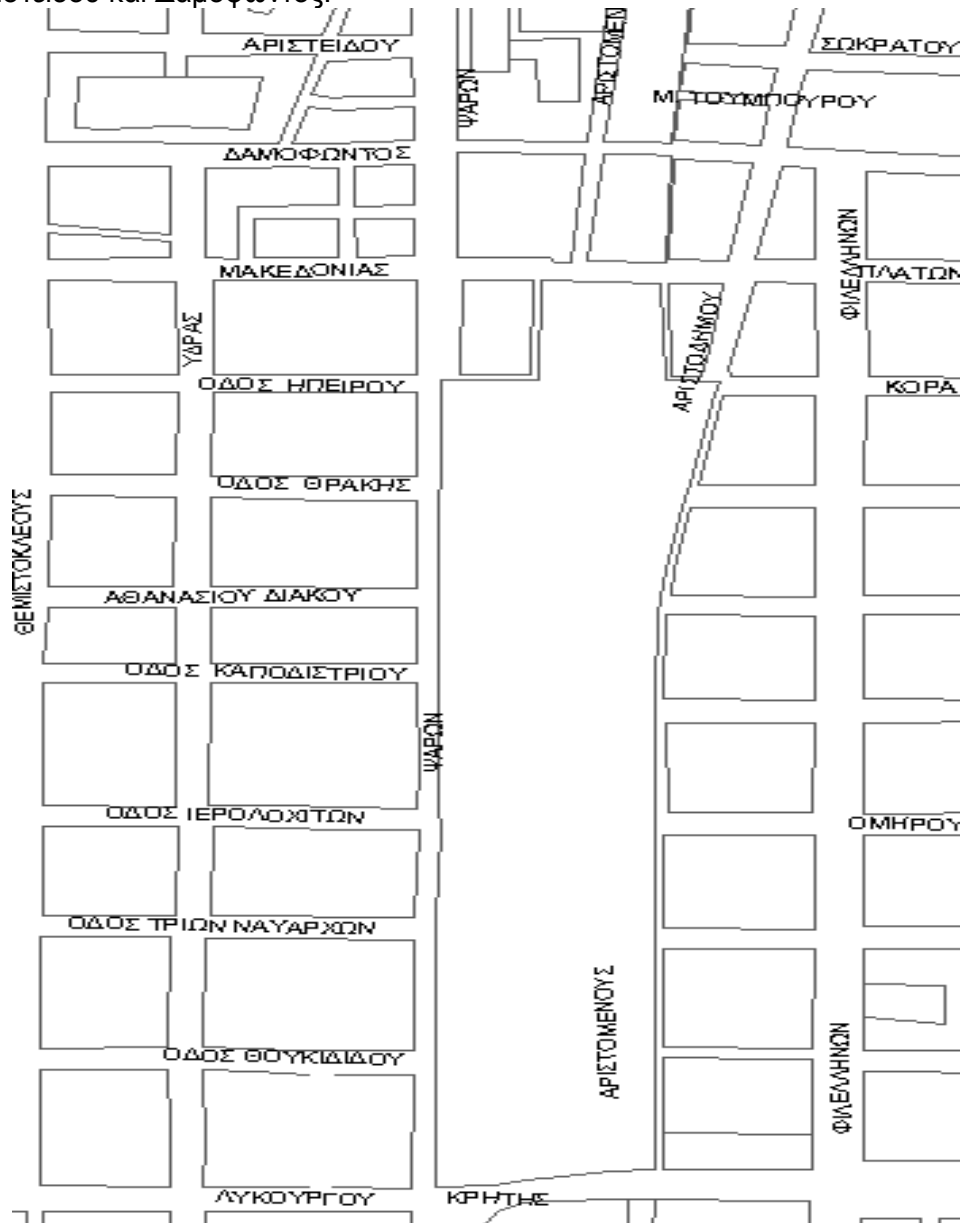 και
ΑΡΙΣΤΕΙΔΟΥ
ΣΩΚΡΑΤΟΥ
ΨΑΡΩΝ
ΑΡΙΣΤΟΜΕΝ
ΔΑΜΟΦΩΝΤΟΣ
ΦΙΛΕΛΛΗΝΩΝ
ΜΑΚΕΔΟΝΙΑΣ
ΠΛΑΤΩΝ
ΥΔΡΑΣ
ΑΡΙΣΤΟΔΗΜΟΥ
ΟΔΟΣ ΗΠΕΙΡΟΥ
ΚΟΡΑ
ΟΔΟΣ ΘΡΑΚΗΣ
ΘΕΜΙΣΤΟΚΛΕΟΥΣ
ΑΘΑΝΑΣΙΟΥ ΔΙΑΚΟΥ
ΟΔΟΣ ΚΑΠΟΔΙΣΤΡΙΟΥ
ΨΑΡΩΝ
ΟΔΟΣ ΙΕΡΟΛΟΧΙΤΩΝ
ΟΜΗΡΟΥ
ΟΔΟΣ ΤΡΙΩΝ ΝΑΥΑΡΧΩΝ
ΑΡΙΣΤΟΜΕΝΟΥΣ
ΟΔΟΣ ΘΟΥΚΙΔΙΔΟΥ
ΦΙΛΕΛΛΗΝΩΝ
ΛΥΚΟΥΡΓΟΥ
ΚΡΗΤΗΣ